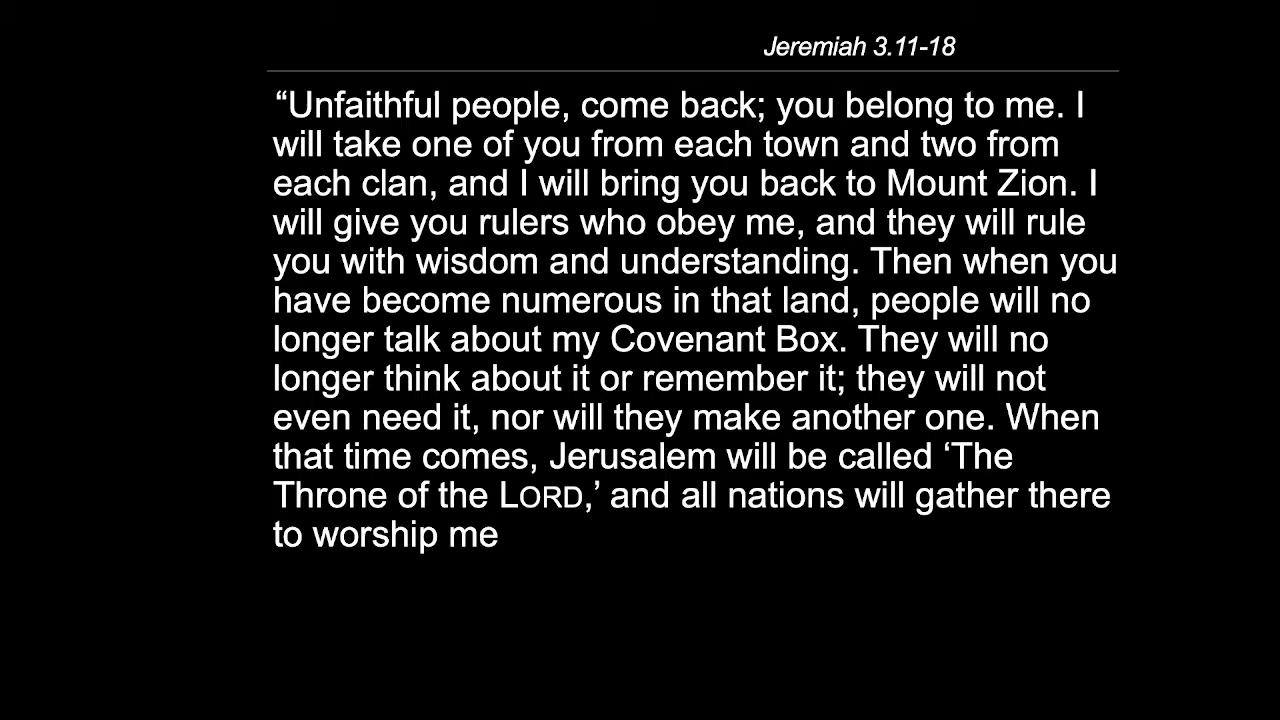 Jeremiah 3.11-18
“Unfaithful people, come back; you belong to me. I
will take one of you from each town and two from
each clan, and I will bring you back to Mount Zion. I
will give you rulers who obey me, and they will rule
you with wisdom and understanding. Then when you
have become numerous in that land, people will no
longer talk about my Covenant Box. They will no
longer think about it or remember it; they will not
even need it, nor will they make another one. When
that time comes, Jerusalem will be called ‘The
Throne of the LORD,’ and all nations will gather there
to worship me